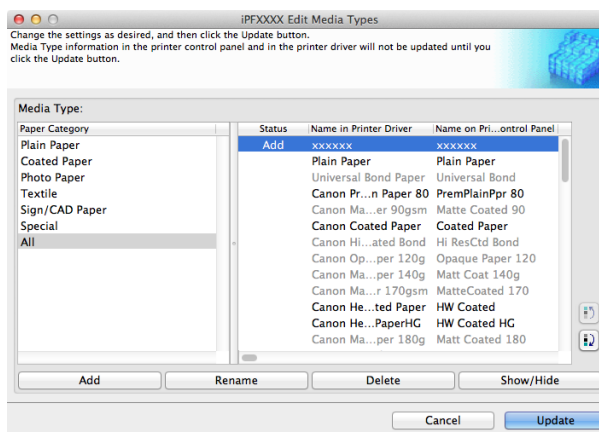 iPFXXXX Edit Media Types
Change the settings as desired, and then click the Update button.
Media Type information in the printer control panel and in the printer driver will not be updated until you
click the Update button.
Media Type:
Paper Category Status Name in Printer Driver Name on Pri...ontrol Panel
Plain Paper Add xxxxxx xxxxxx
Coated Paper Plain Paper Plain Paper
Photo Paper Universal Bond Paper Universal Bond
Textile Canon Pr...n Paper 80 PremPlainPpr 80
Sign/CAD Paper Canon Ma...er 90gsm Matte Coated 90
Special Canon Coated Paper Coated Paper
All Canon Hi...ated Bond Hi ResCtd Bond
Canon Op...per 120g Opaque Paper 120
Canon Ma...per 140g Matt Coat 140g
Canon Ma...r 170gsm MatteCoated 170
Canon He...ted Paper HW Coated
Canon He...PaperHG HW Coated HG
Canon Ma...per 180g Matt Coated 180
Add Rename Delete Show/Hide
Cancel Update